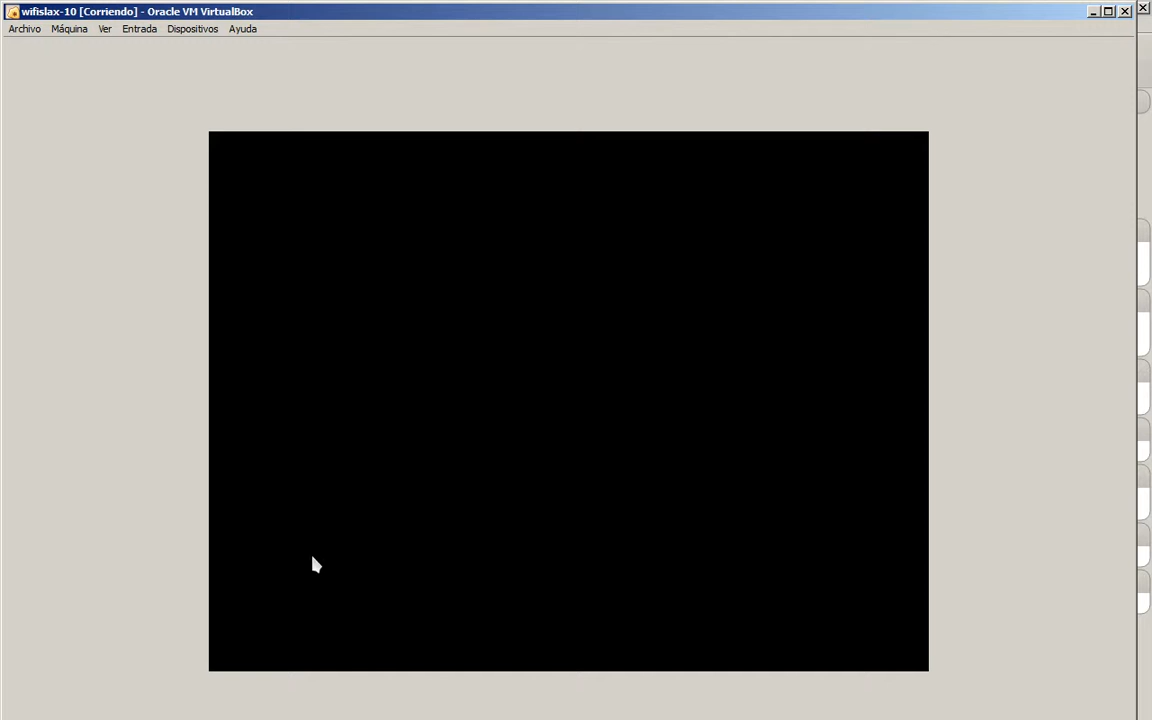 wifislax-10 [Corriendo] - Oracle VM VirtualBox
Archivo Máquina Ver Entrada Dispositivos Ayuda